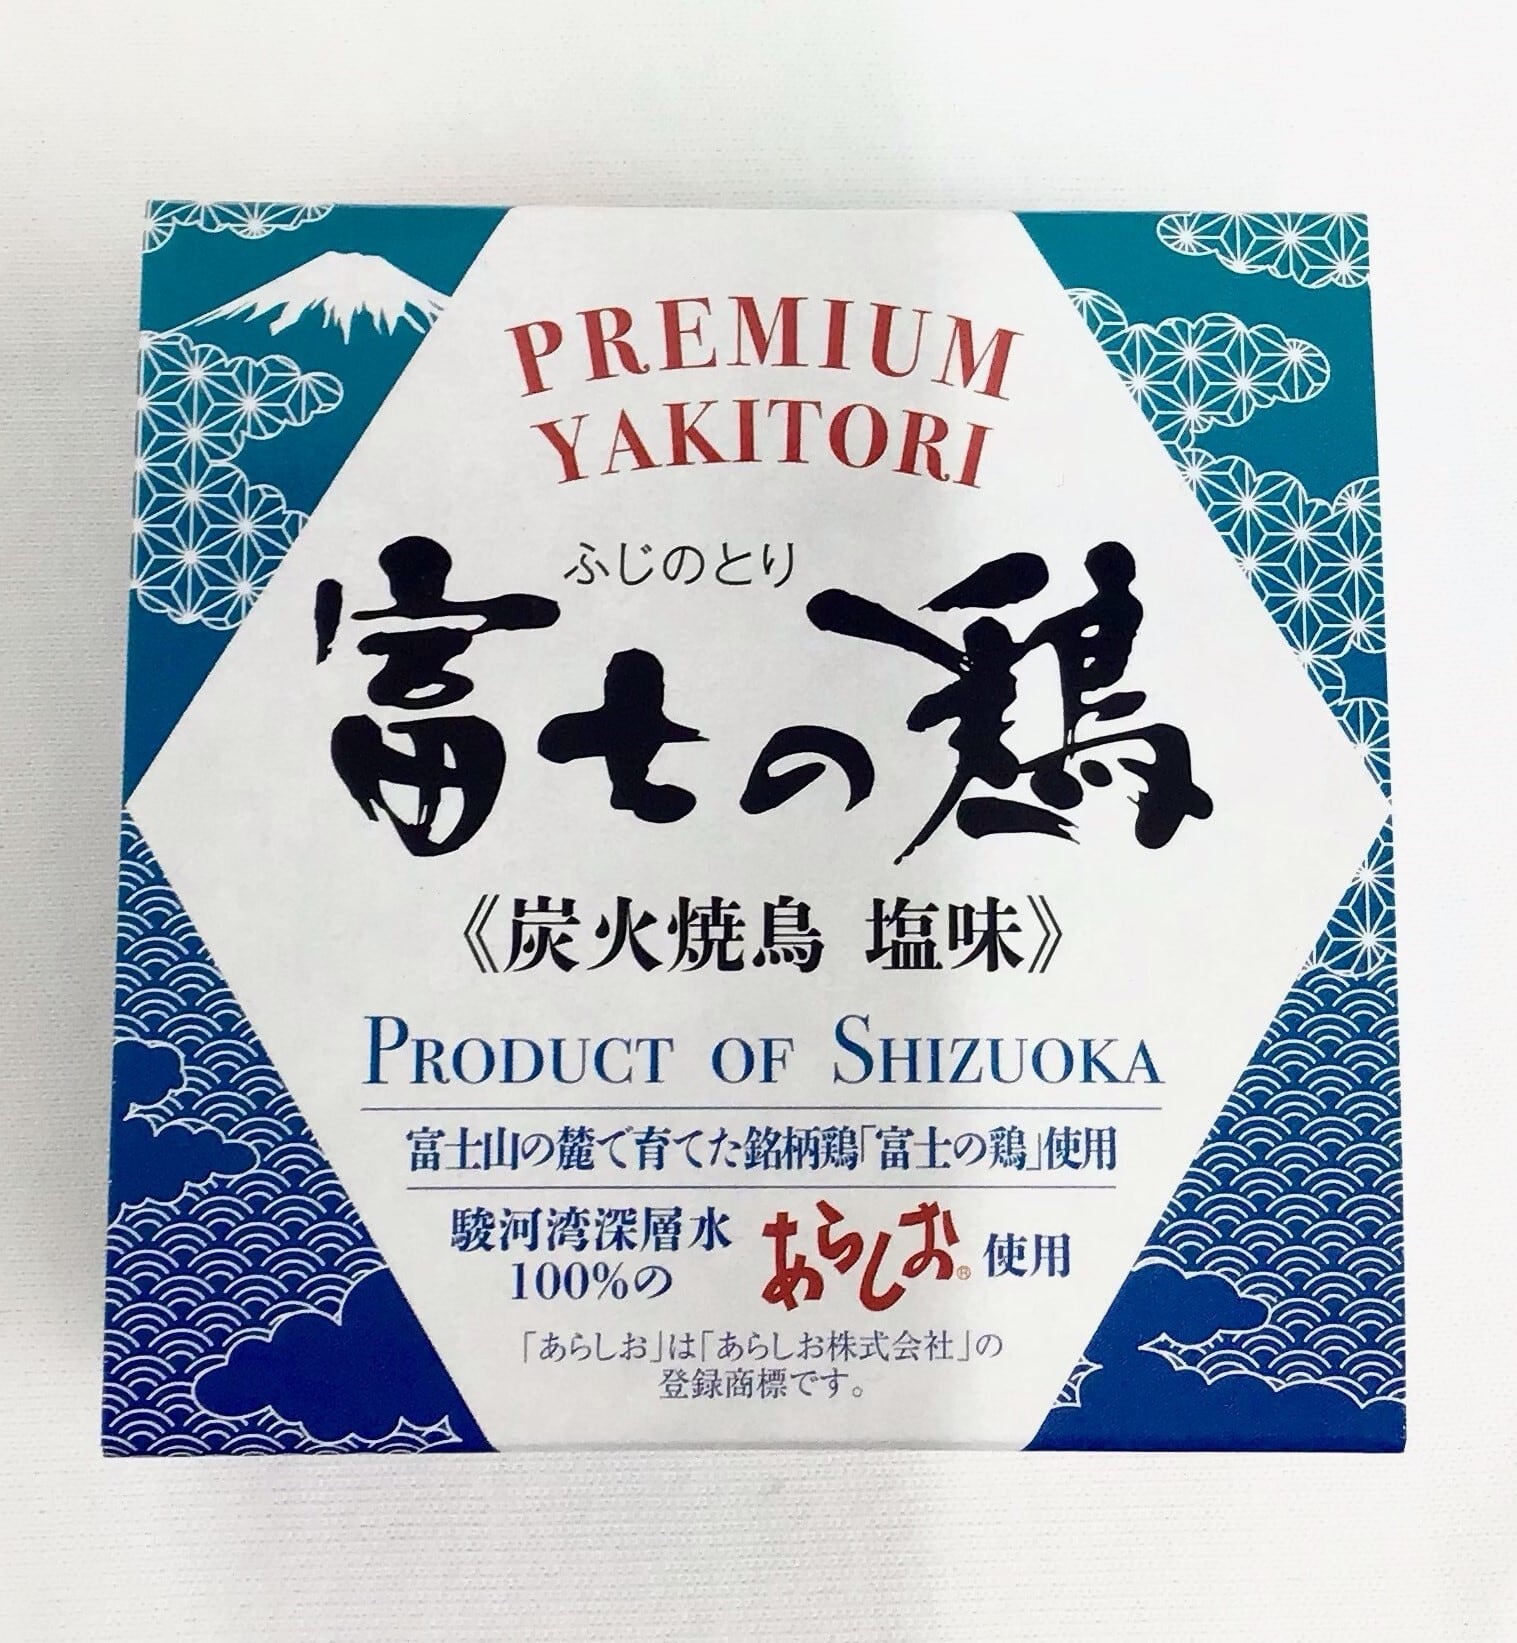 PREMIUM
YAKITORI
ふじのとり
富士の鶏
《炭火焼鳥 塩味》
PRODUCT OF SHIZUOKA
富士山の麓で育てた銘柄鶏「富士の鶏」使用
駿河湾深層水
100%の あらしお® 使用
「あらしお」は「あらしお株式会社」の
登録商標です。